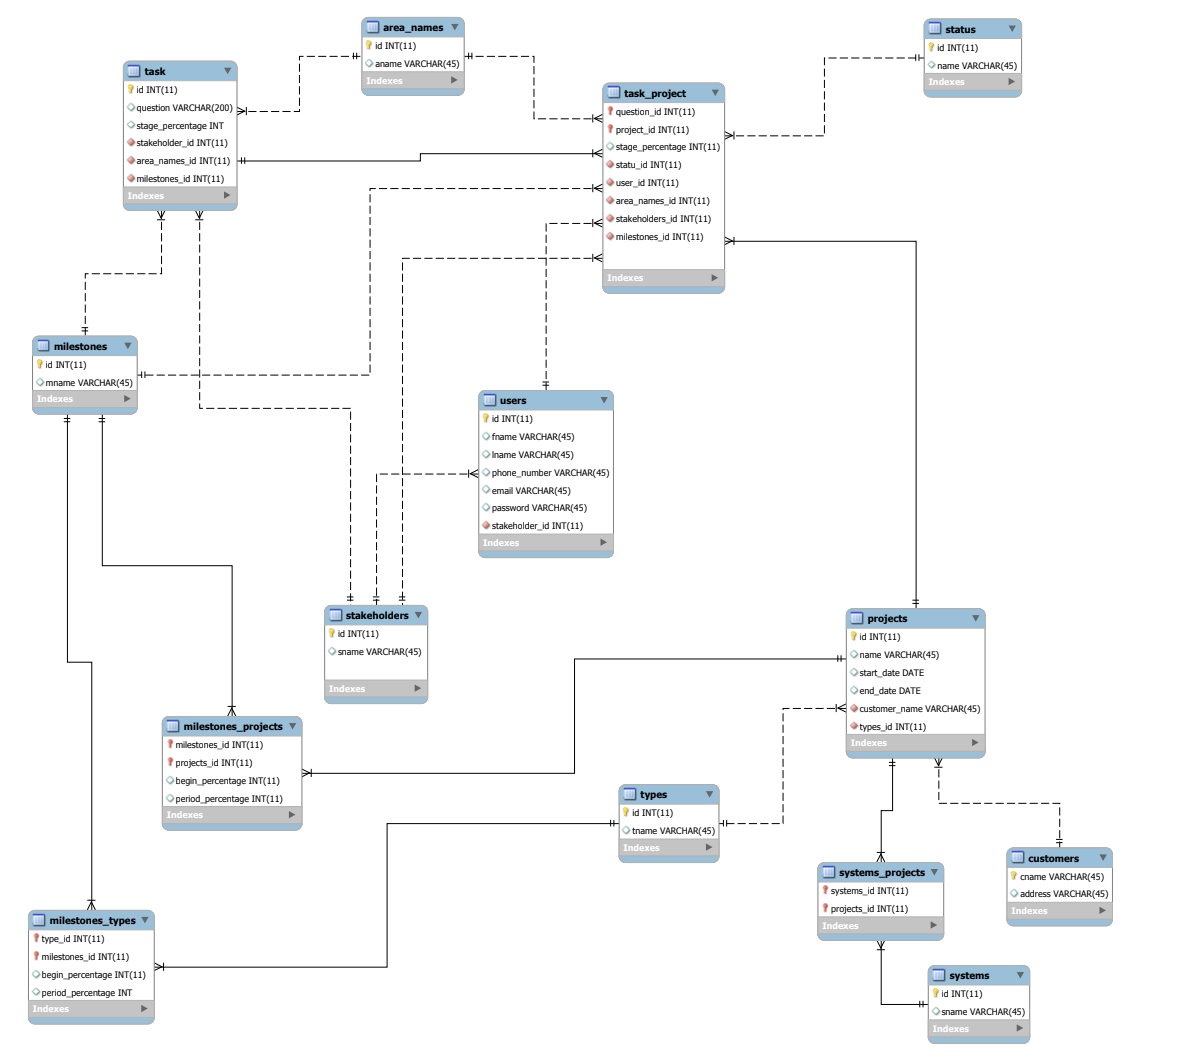 area_names
id INT(11)
aname VARCHAR(45)
Indexes
status
id INT(11)
name VARCHAR(45)
Indexes
task
id INT(11)
question VARCHAR(200)
stage_percentage INT
stakeholder_id INT(11)
area_names_id INT(11)
milestones_id INT(11)
Indexes
task_project
question_id INT(11)
project_id INT(11)
stage_percentage INT(11)
statu_id INT(11)
user_id INT(11)
area_names_id INT(11)
stakeholders_id INT(11)
milestones_id INT(11)
Indexes
milestones
id INT(11)
mname VARCHAR(45)
Indexes
users
id INT(11)
fname VARCHAR(45)
lname VARCHAR(45)
phone_number VARCHAR(45)
email VARCHAR(45)
password VARCHAR(45)
stakeholder_id INT(11)
Indexes
stakeholders
id INT(11)
sname VARCHAR(45)
Indexes
projects
id INT(11)
name VARCHAR(45)
start_date DATE
end_date DATE
customer_name VARCHAR(45)
types_id INT(11)
Indexes
milestones_projects
milestones_id INT(11)
projects_id INT(11)
begin_percentage INT(11)
period_percentage INT(11)
Indexes
types
id INT(11)
tname VARCHAR(45)
Indexes
customers
cname VARCHAR(45)
address VARCHAR(45)
Indexes
systems_projects
systems_id INT(11)
projects_id INT(11)
Indexes
milestones_types
type_id INT(11)
milestones_id INT(11)
begin_percentage INT(11)
period_percentage INT
Indexes
systems
id INT(11)
sname VARCHAR(45)
Indexes